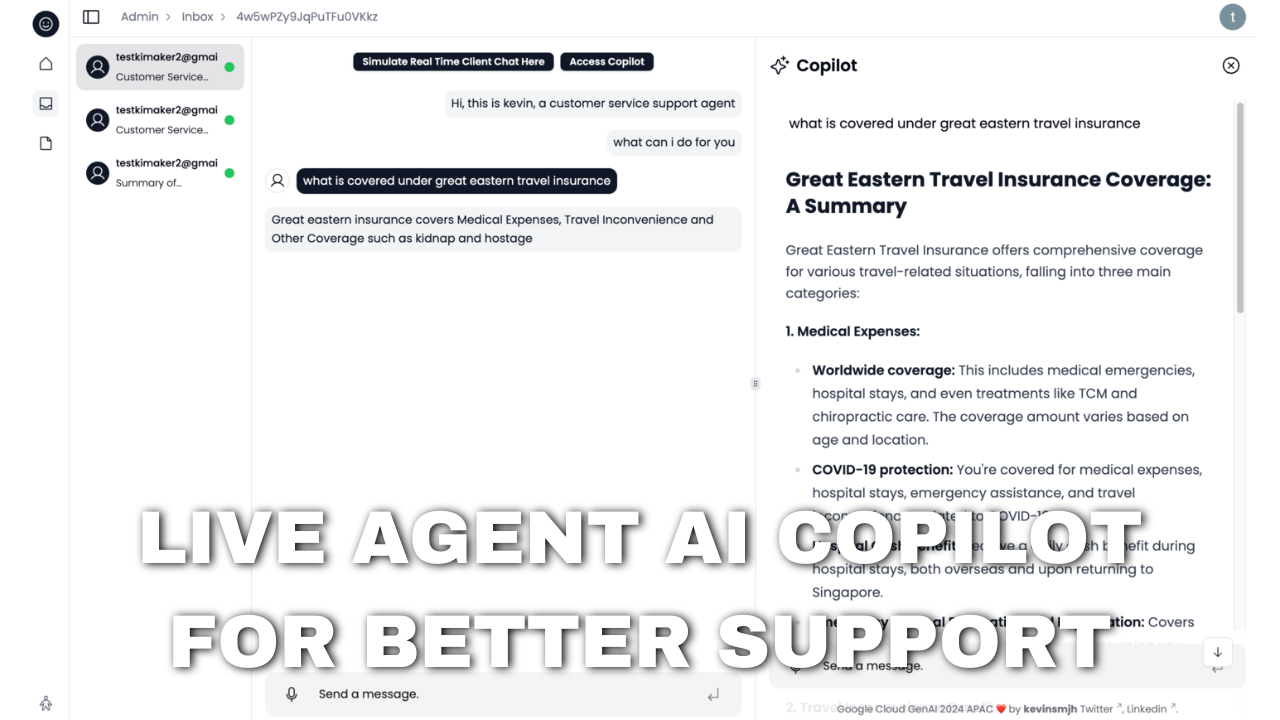 Admin > Inbox > 4w5wPZy9JqPuTFu0VKkz
t
testkimaker2@gmai
Customer Service...
testkimaker2@gmai
Customer Service...
testkimaker2@gmai
Summary of...
Simulate Real Time Client Chat Here
Access Copilot
Hi, this is kevin, a customer service support agent
what can i do for you
what is covered under great eastern travel insurance
Great eastern insurance covers Medical Expenses, Travel Inconvenience and
Other Coverage such as kidnap and hostage
Send a message.
Copilot
what is covered under great eastern travel insurance
Great Eastern Travel Insurance Coverage:
A Summary
Great Eastern Travel Insurance offers comprehensive coverage
for various travel-related situations, falling into three main
categories:
1. Medical Expenses:
Worldwide coverage: This includes medical emergencies,
hospital stays, and even treatments like TCM and
chiropractic care. The coverage amount varies based on
age and location.
COVID-19 protection: You're covered for medical expenses,
hospital stays, emergency assistance, and travel
COVID-19
benefit during
hospital stays, both overseas and upon returning to
Singapore.
Covers
Send a message.
Google Cloud GenAI 2024 APAC ❤️ by kevinsmjh Twitter ↗, Linkedin ↗.
LIVE AGENT AI COPILOT
FOR BETTER SUPPORT